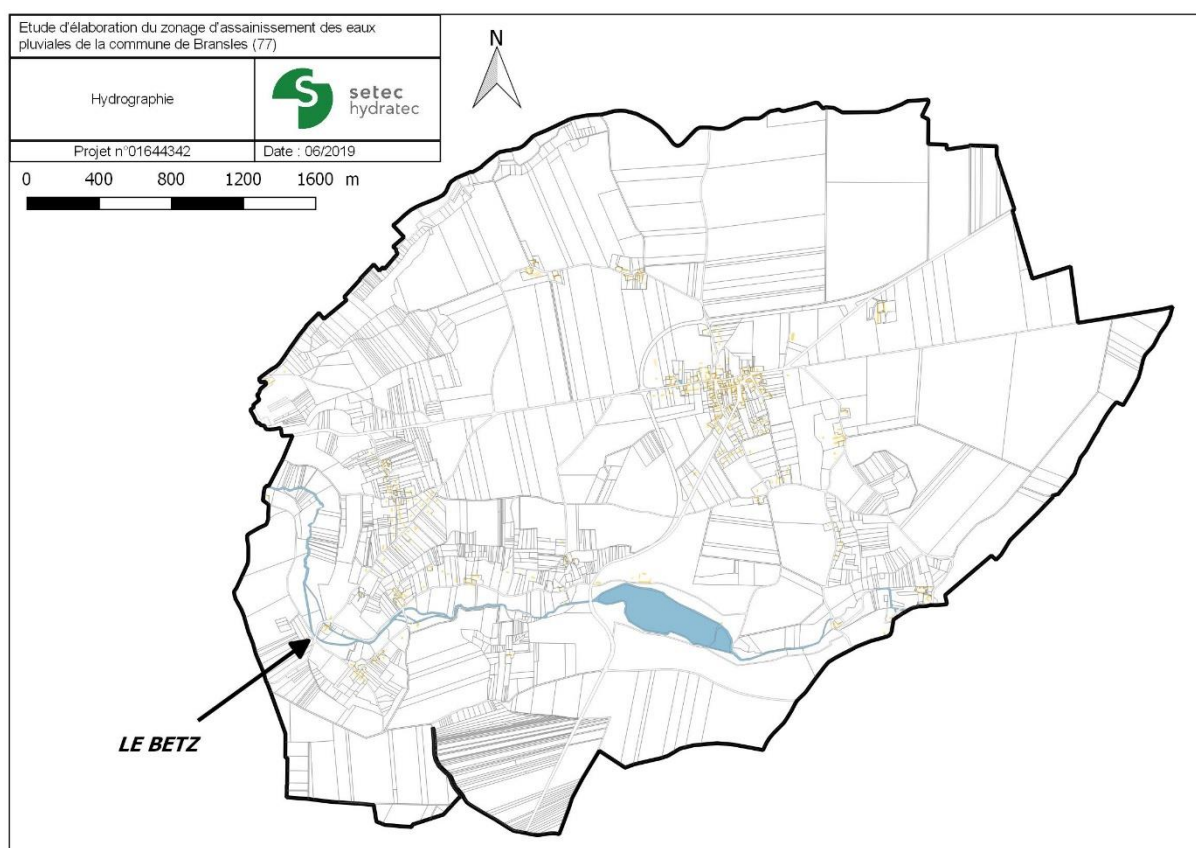 Etude d'élaboration du zonage d'assainissement des eaux
pluviales de la commune de Bransles (77)
Hydrographie
setec
hydratec
Projet n°01644342
Date : 06/2019
N
0 400 800 1200 1600 m
LE BETZ